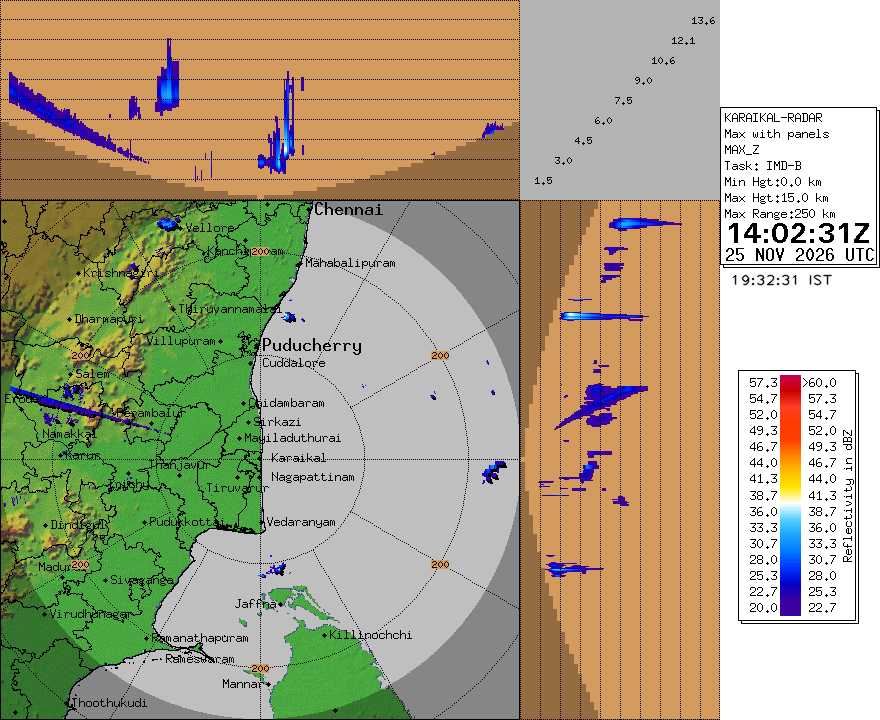 13.6
12.1
10.6
9.0
7.5
6.0
4.5
3.0
1.5
KARAIKAL-RADAR
Max with panels
MAX_Z
Task: IMD-B
Min Hgt:0.0 km
Max Hgt:15.0 km
Max Range:250 km
14:02:31Z
25 NOV 2026 UTC
19:32:31 IST
Chennai
Vellore
200
Mahabalipuram
Krishnagiri
Thiruvannamalai
Dharmapuri
Villupuram
Puducherry
200
200
Cuddalore
Salem
Chidambaram
Perambalur
Sirkazi
Namakkal
Mayiladuthurai
Karur
Karaikal
Thanjavur
Nagapattinam
Tiruvarur
Dindigul
Pudukkottai
Vedaranyam
200
200
Sivaganga
Jaffna
Virudhunagar
Ramanathapuram
Killinochchi
Rameswaram
200
Mannar
Thoothukudi
57.3 >60.0
54.7 57.3
52.0 54.7
49.3 52.0
46.7 49.3
44.0 46.7
41.3 44.0
38.7 41.3
36.0 38.7
33.3 36.0
30.7 33.3
28.0 30.7
25.3 28.0
22.7 25.3
20.0 22.7
Reflectivity in dBZ